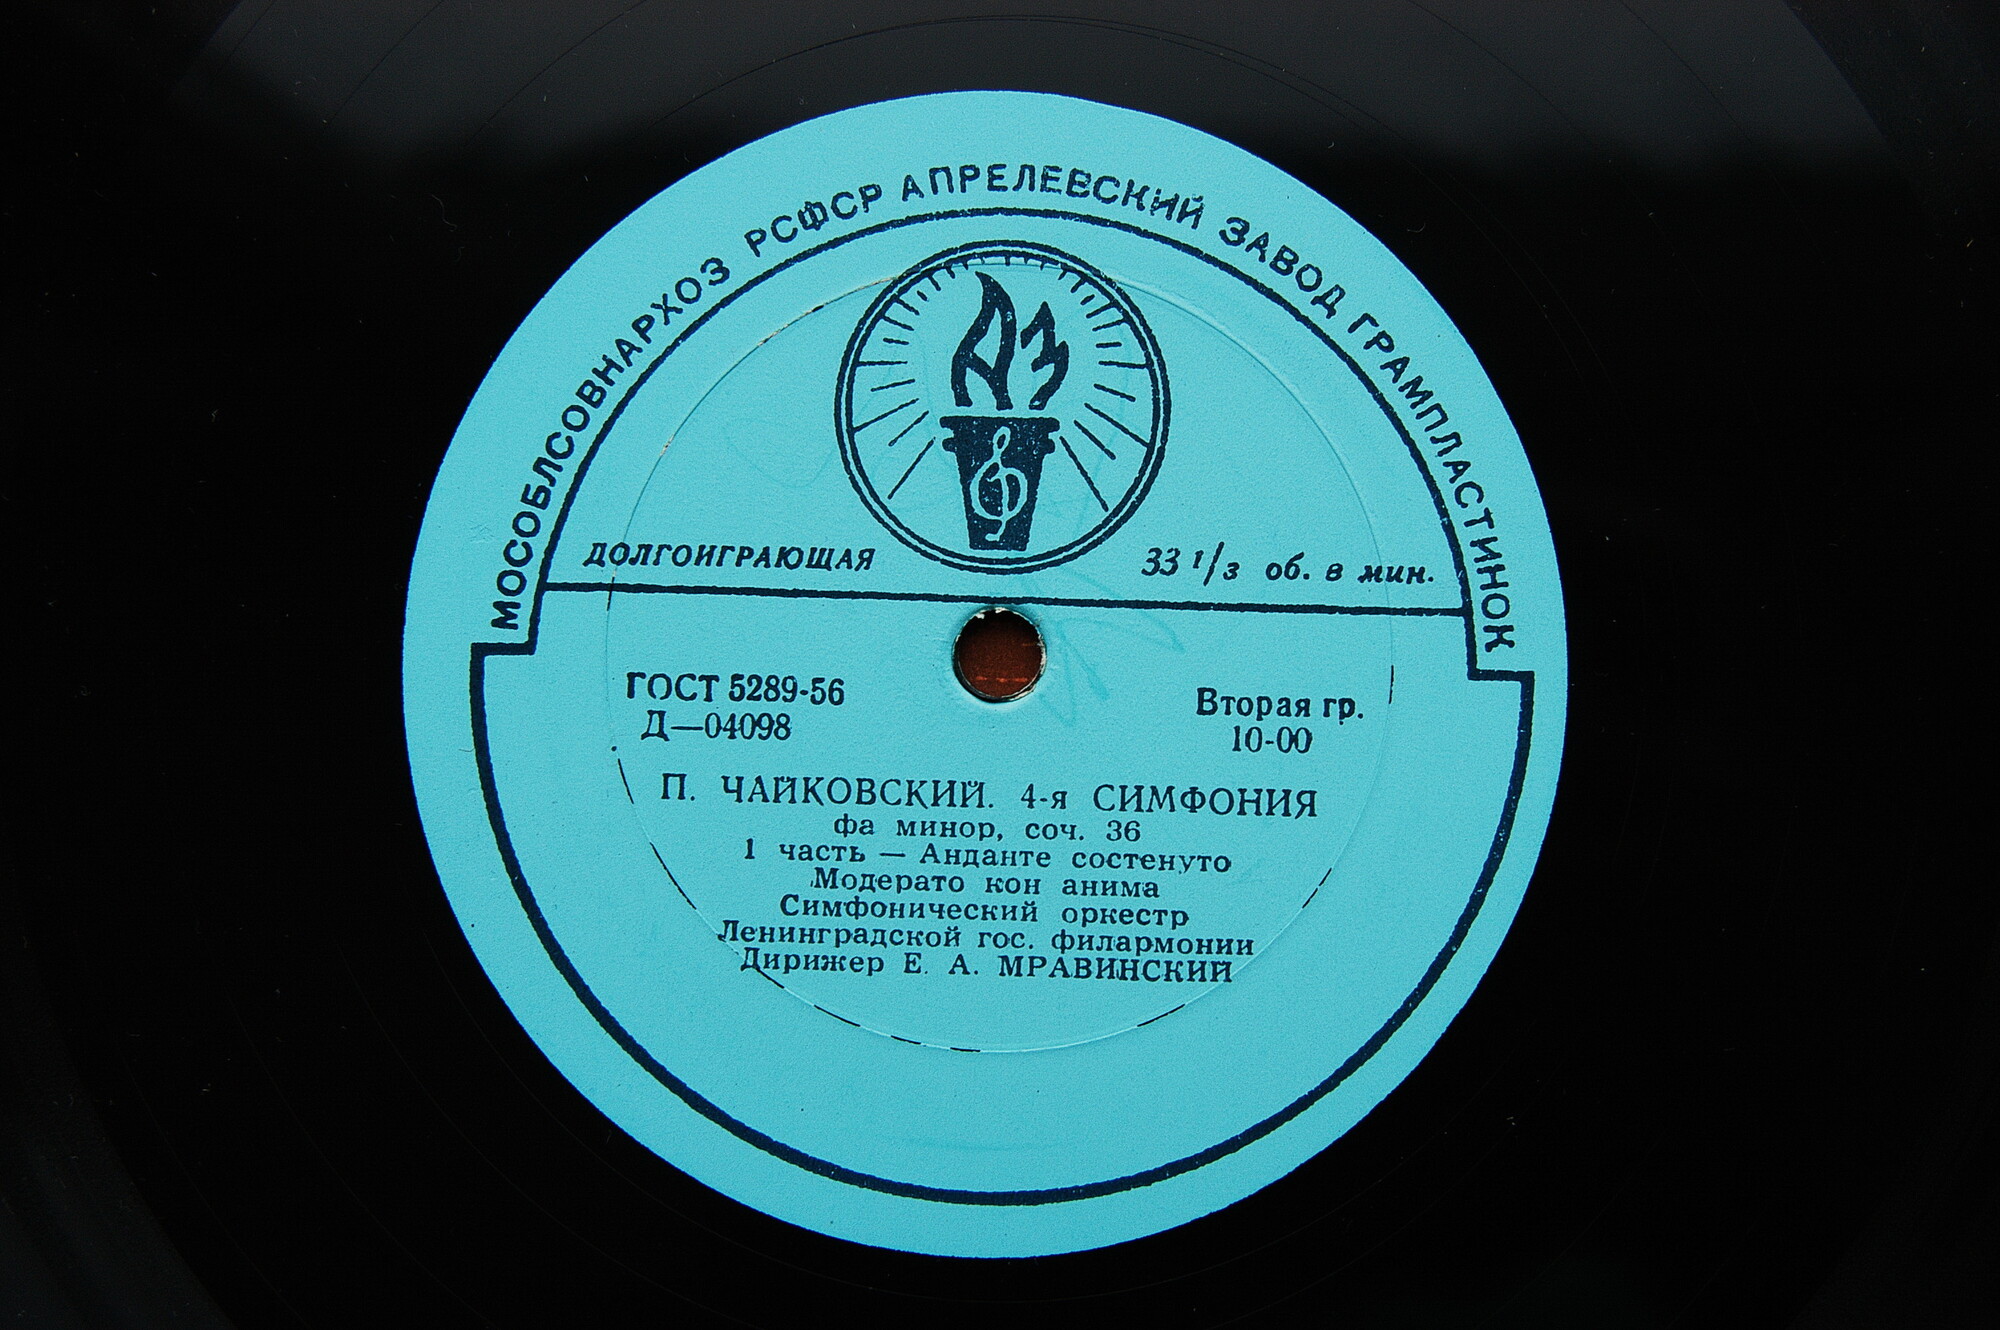 МОСОБЛСОВНАРХОЗ РСФСР АПРЕЛЕВСКИЙ ЗАВОД ГРАМПЛАСТИНОК
АЗ
ДОЛГОИГРАЮЩАЯ
33 1/3 об. в мин.
ГОСТ 5289-56
Д—04098
Вторая гр.
10-00
П. ЧАЙКОВСКИЙ. 4-я СИМФОНИЯ
фа минор, соч. 36
1 часть — Анданте состенуто
Модерато кон анима
Симфонический оркестр
Ленинградской гос. филармонии
Дирижер Е. А. МРАВИНСКИЙ